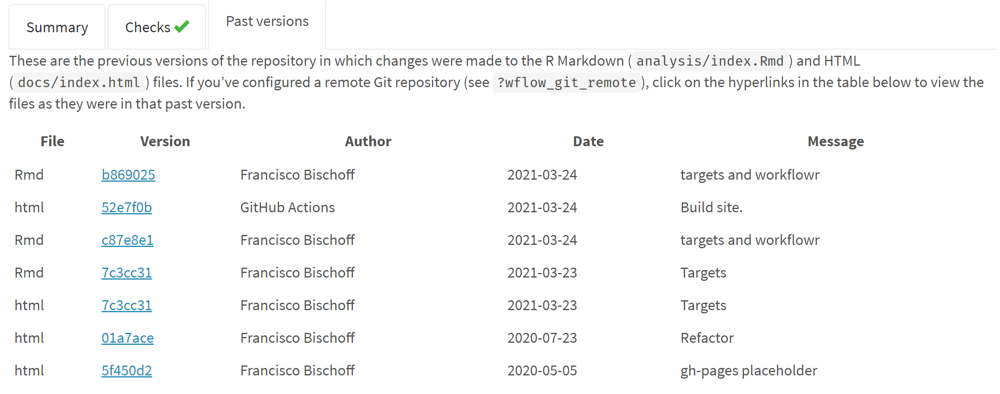 Summary Checks Past versions
These are the previous versions of the repository in which changes were made to the R Markdown ( analysis/index.Rmd ) and HTML
( docs/index.html ) files. If you’ve configured a remote Git repository (see ?wflow_git_remote ), click on the hyperlinks in the table below to view the
files as they were in that past version.
File Version Author Date Message
Rmd b869025 Francisco Bischoff 2021-03-24 targets and workflowr
html 52e7f0b GitHub Actions 2021-03-24 Build site.
Rmd c87e8e1 Francisco Bischoff 2021-03-24 targets and workflowr
Rmd 7c3cc31 Francisco Bischoff 2021-03-23 Targets
html 7c3cc31 Francisco Bischoff 2021-03-23 Targets
html 01a7ace Francisco Bischoff 2020-07-23 Refactor
html 5f450d2 Francisco Bischoff 2020-05-05 gh-pages placeholder